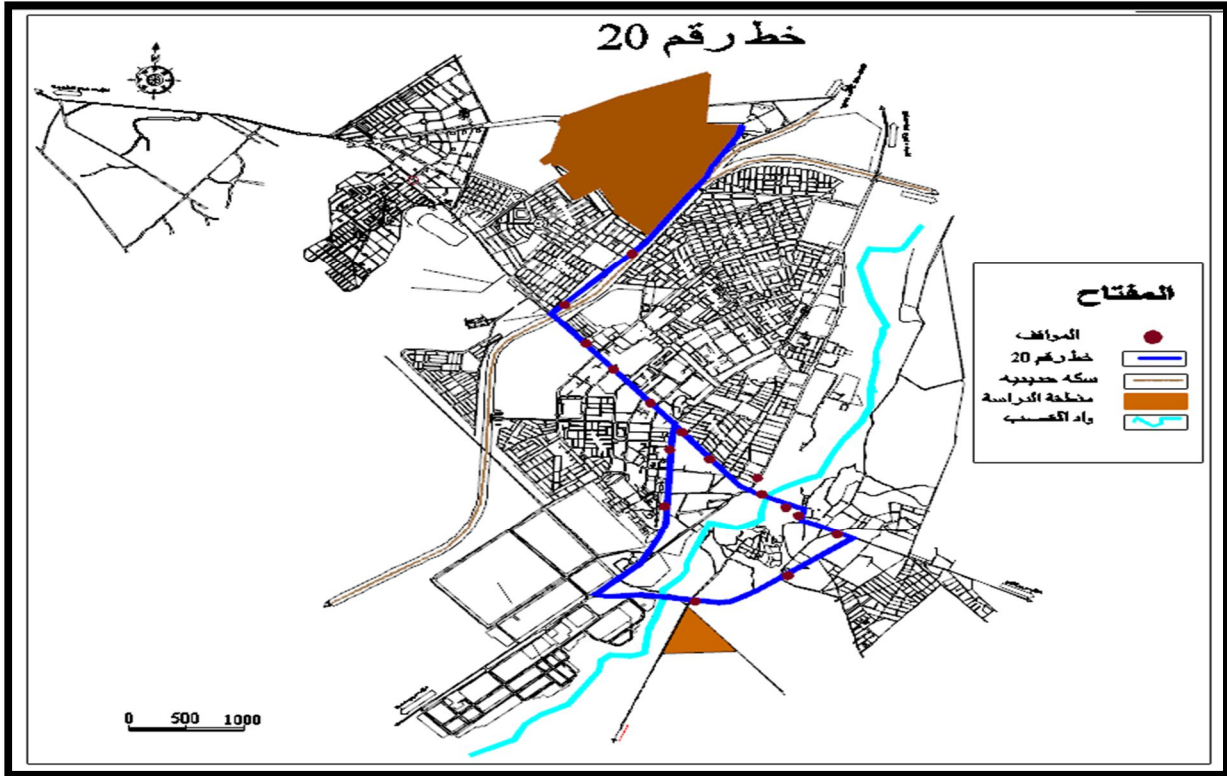 خط رقم 20
المفتاح
المواقف
خط رقم 20
سكه حديديه
منطقة الدراسة
واد القصب
0 500 1000